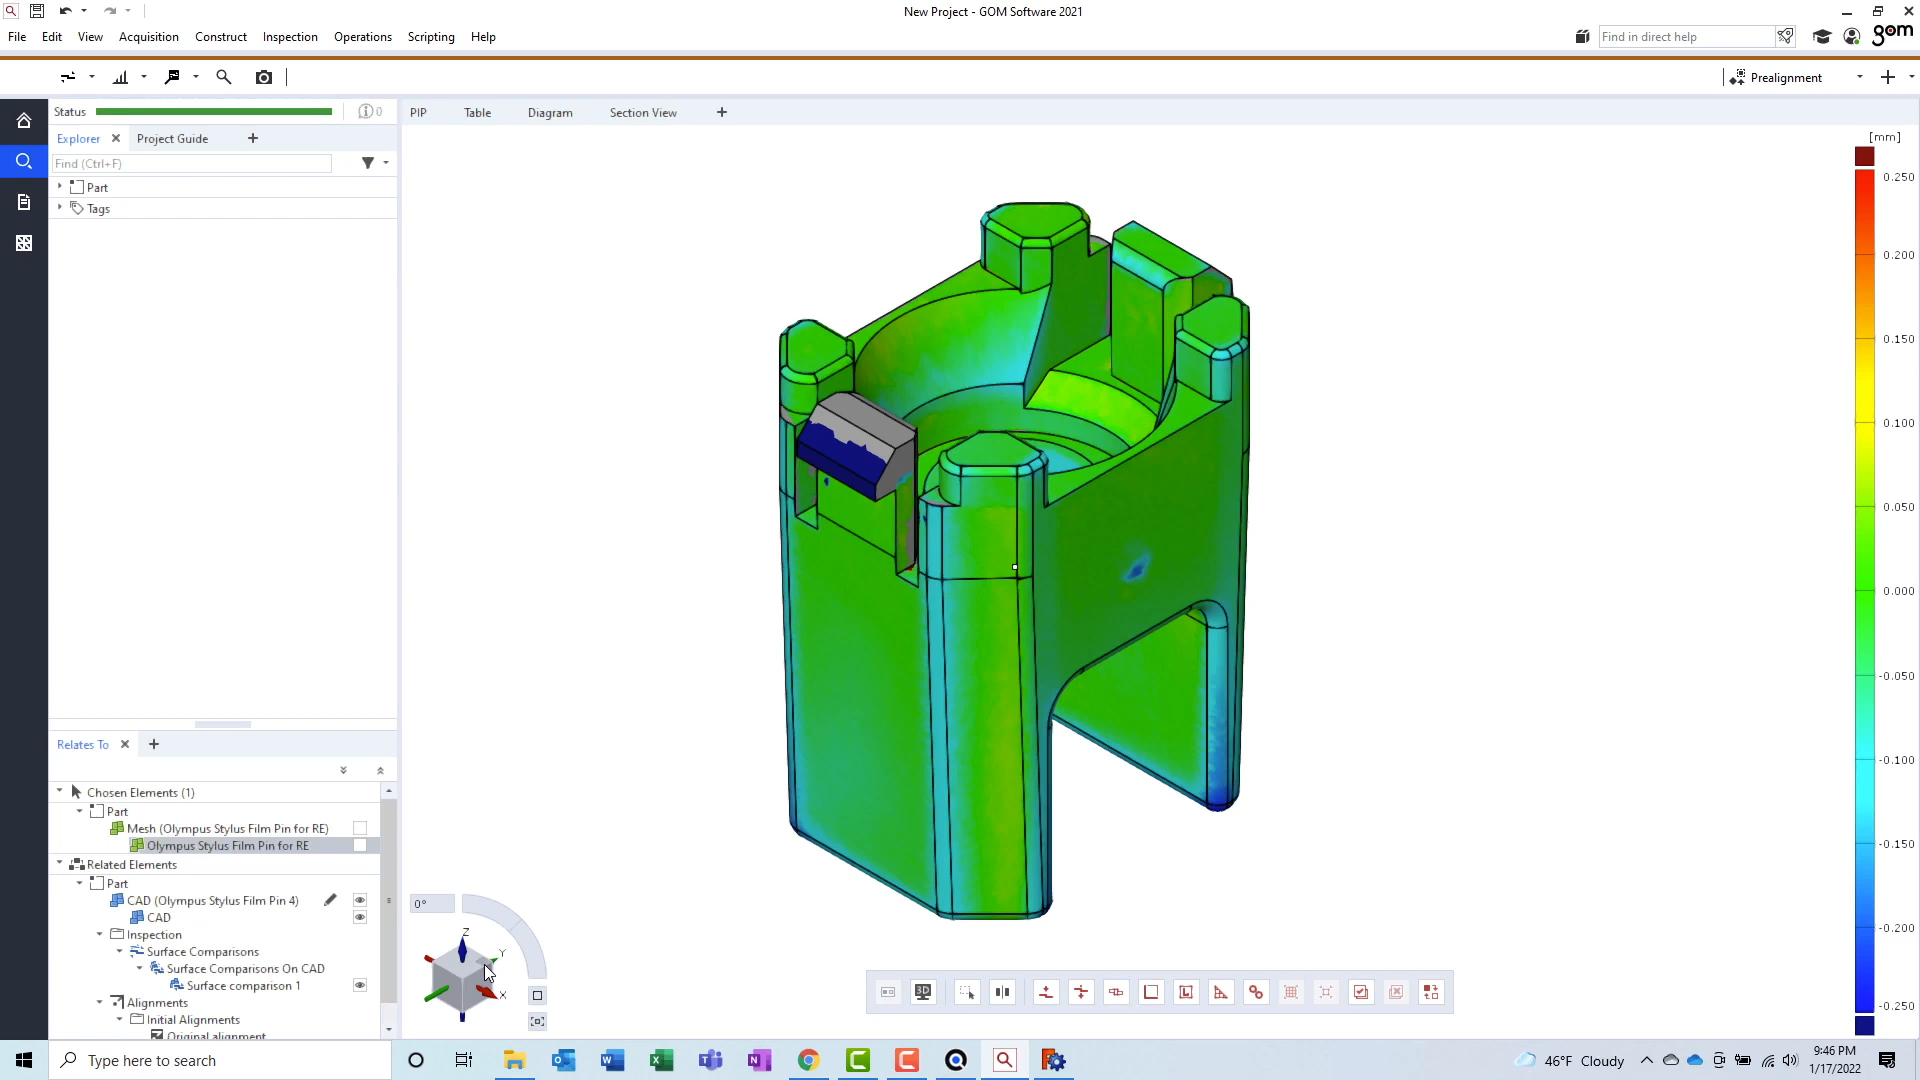 New Project - GOM Software 2021
File Edit View Acquisition Construct Inspection Operations Scripting Help
Find in direct help
gom
Prealignment
Status
0
PIP Table Diagram Section View
Explorer Project Guide
Find (Ctrl+F)
Part
Tags
[mm]
0.250
0.200
0.150
0.100
0.050
0.000
-0.050
-0.100
-0.150
-0.200
-0.250
Relates To
Chosen Elements (1)
Part
Mesh (Olympus Stylus Film Pin for RE)
Olympus Stylus Film Pin for RE
Related Elements
Part
CAD (Olympus Stylus Film Pin 4)
CAD
Inspection
Surface Comparisons
Surface Comparisons On CAD
Surface comparison 1
Alignments
Initial Alignments
Original alignment
0°
Z
Y
X
3D
Type here to search
46°F Cloudy
9:46 PM
1/17/2022